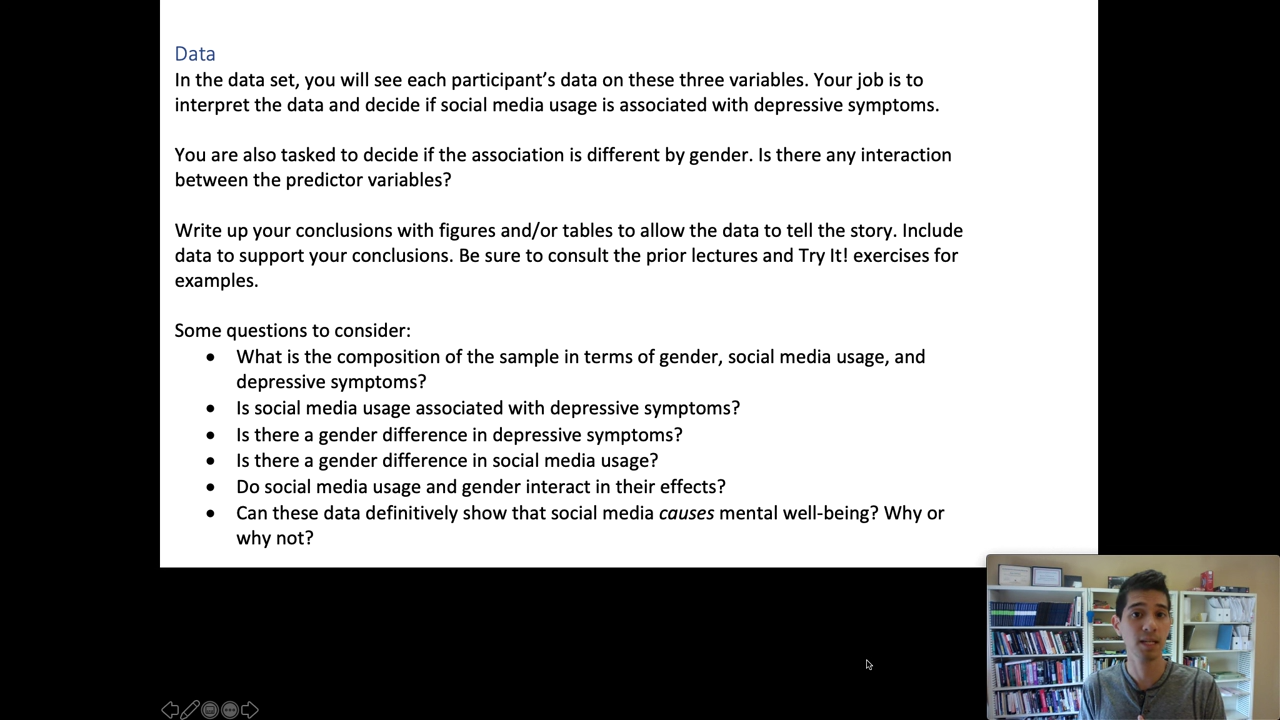 Data
In the data set, you will see each participant's data on these three variables. Your job is to
interpret the data and decide if social media usage is associated with depressive symptoms.
You are also tasked to decide if the association is different by gender. Is there any interaction
between the predictor variables?
Write up your conclusions with figures and/or tables to allow the data to tell the story. Include
data to support your conclusions. Be sure to consult the prior lectures and Try It! exercises for
examples.
Some questions to consider:
• What is the composition of the sample in terms of gender, social media usage, and
depressive symptoms?
• Is social media usage associated with depressive symptoms?
• Is there a gender difference in depressive symptoms?
• Is there a gender difference in social media usage?
• Do social media usage and gender interact in their effects?
• Can these data definitively show that social media causes mental well-being? Why or
why not?